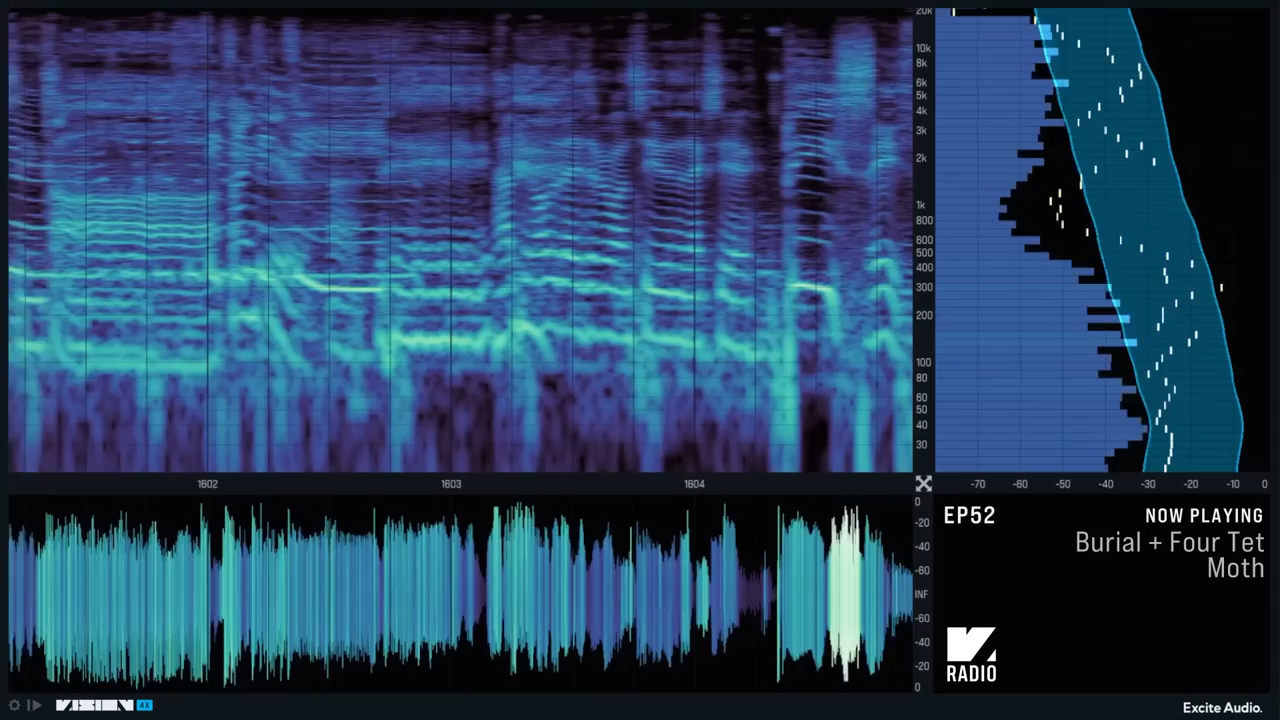 20k
10k
8k
6k
5k
4k
3k
2k
1k
800
600
500
400
300
200
100
80
60
50
40
30
1602 1603 1604
-70 -60 -50 -40 -30 -20 -10 0
0
-20
-40
-60
INF
-60
-40
-20
0
EP52
NOW PLAYING
Burial + Four Tet
Moth
RADIO
VISION 4X
Excite Audio.